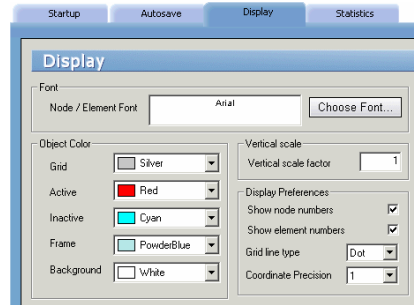 Startup Autosave Display Statistics
Display
Font
Node / Element Font Arial Choose Font...
Object Color
Grid Silver
Active Red
Inactive Cyan
Frame PowderBlue
Background White
Vertical scale
Vertical scale factor 1
Display Preferences
Show node numbers
Show element numbers
Grid line type Dot
Coordinate Precision 1